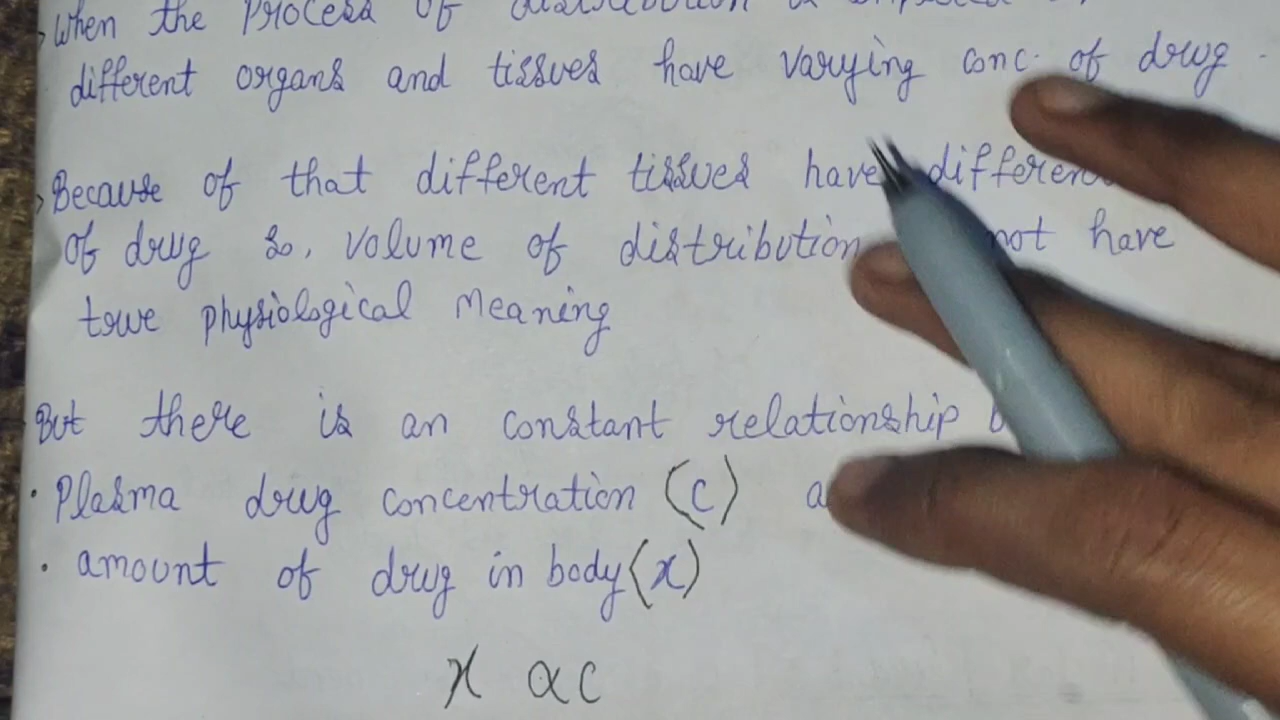 When the Process of
different organs and tissues have varying conc. of drug
Because of that different tissues have
of drug So, volume of distribution not have
true physiological Meaning
But there is an constant relationship
• Plasma drug concentration (C)
• amount of drug in body (x)
x α C